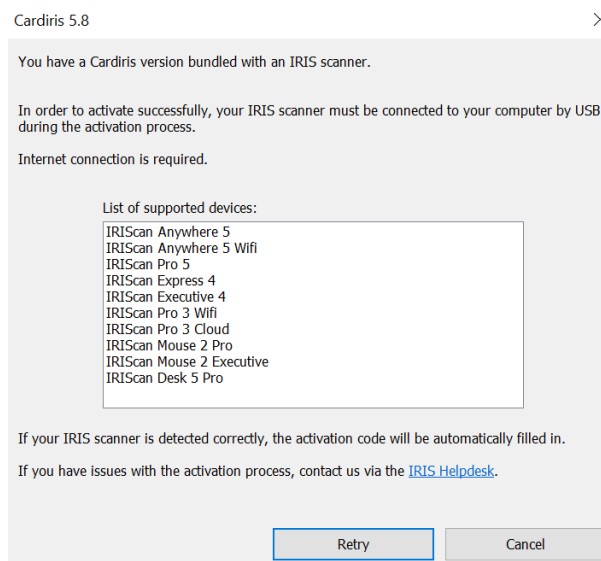 Cardiris 5.8
You have a Cardiris version bundled with an IRIS scanner.
In order to activate successfully, your IRIS scanner must be connected to your computer by USB
during the activation process.
Internet connection is required.
List of supported devices:
IRIScan Anywhere 5
IRIScan Anywhere 5 Wifi
IRIScan Pro 5
IRIScan Express 4
IRIScan Executive 4
IRIScan Pro 3 Wifi
IRIScan Pro 3 Cloud
IRIScan Mouse 2 Pro
IRIScan Mouse 2 Executive
IRIScan Desk 5 Pro
If your IRIS scanner is detected correctly, the activation code will be automatically filled in.
If you have issues with the activation process, contact us via the IRIS Helpdesk.
Retry Cancel